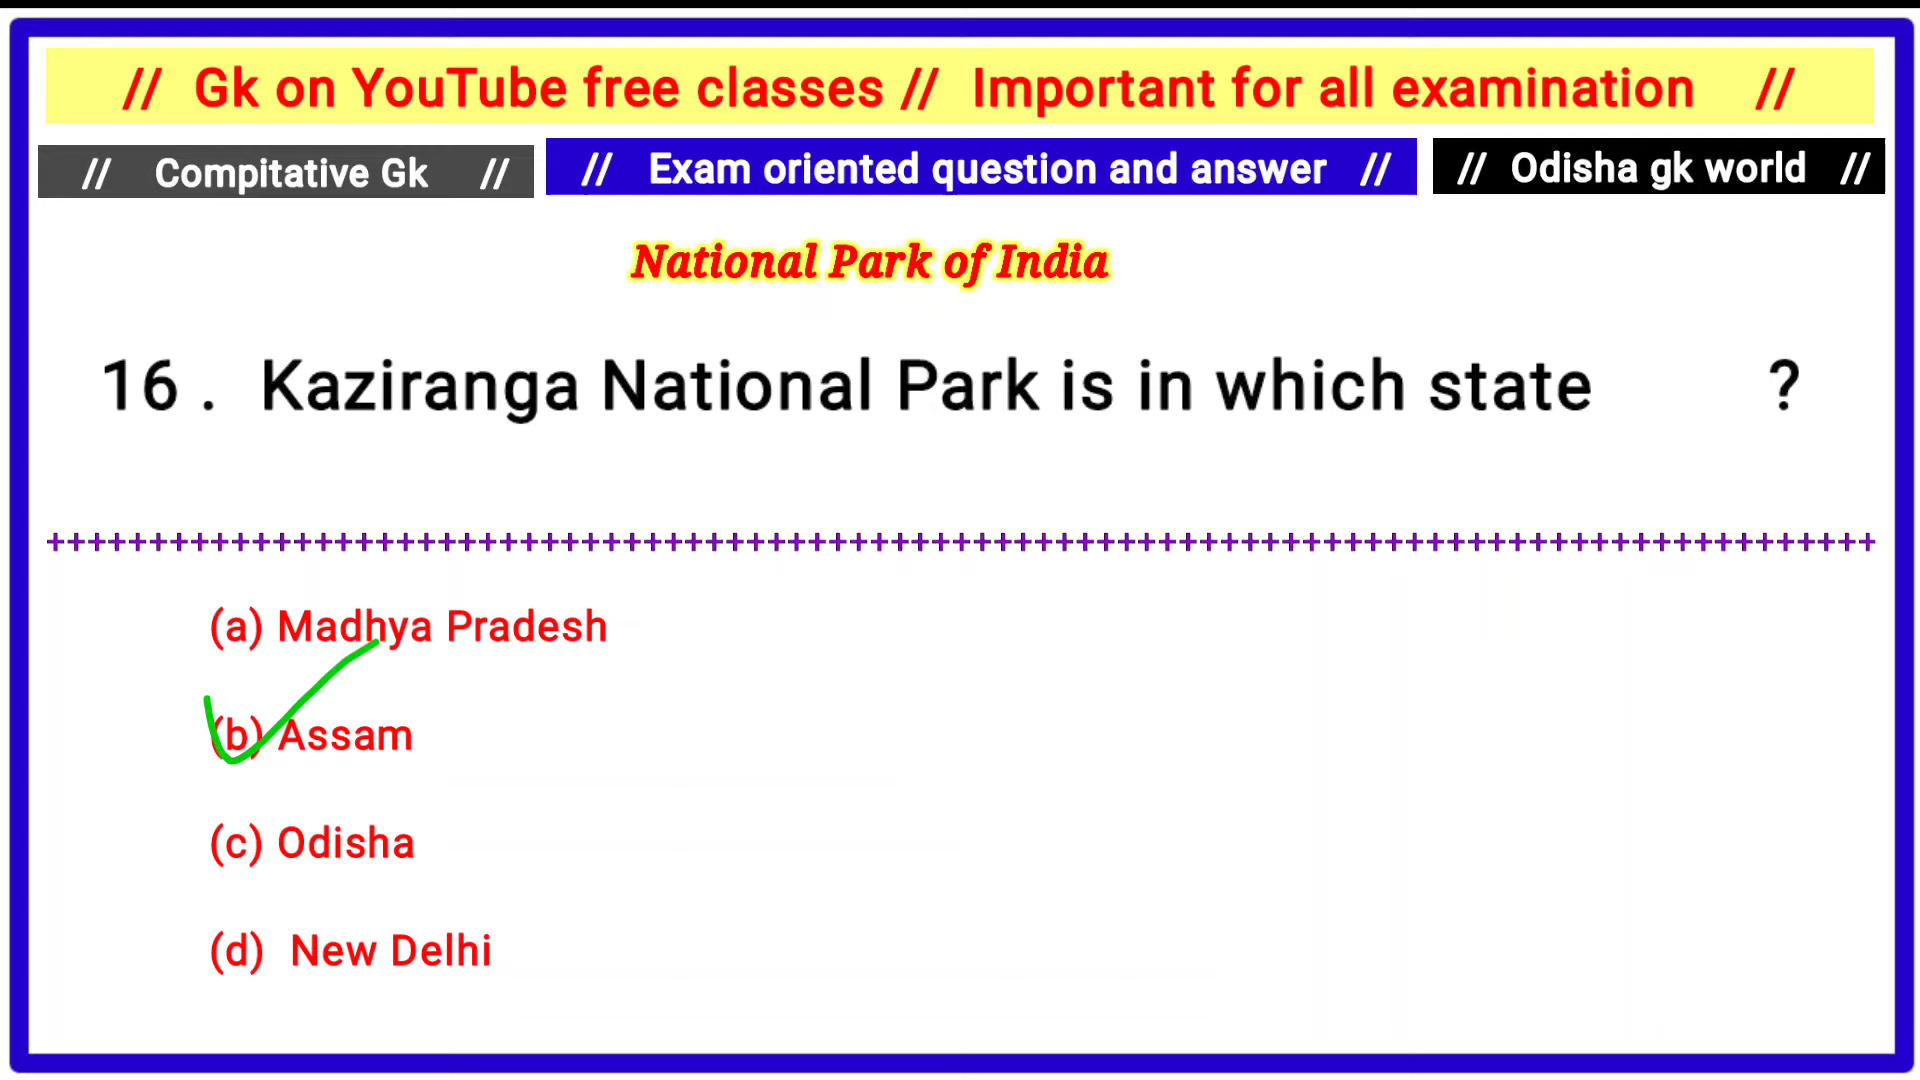 // Gk on YouTube free classes // Important for all examination //
// Compitative Gk // // Exam oriented question and answer // // Odisha gk world //
National Park of India
16 . Kaziranga National Park is in which state ?
++++++++++++++++++++++++++++++++++++++++++++++++++++++++++++++++++++++++++++++++++++++++
(a) Madhya Pradesh
(b) Assam
(c) Odisha
(d) New Delhi